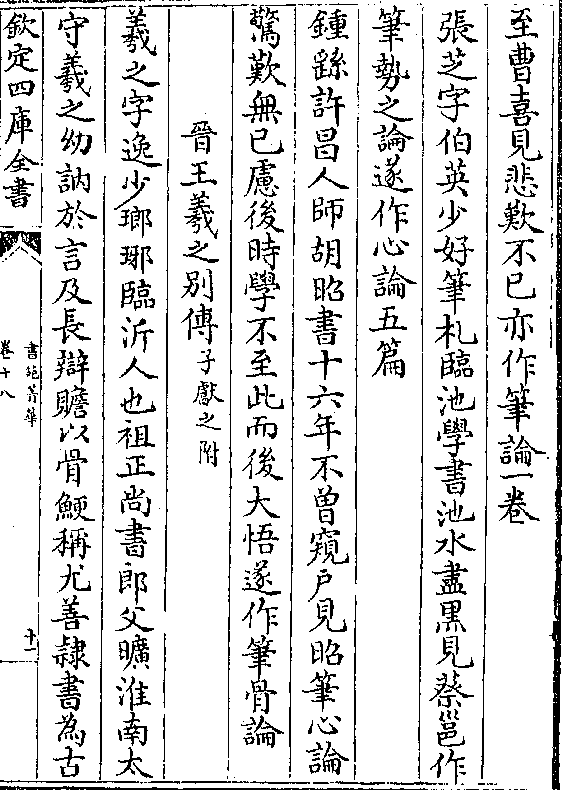 至曹喜見悲歎不已亦作筆論一卷
張芝字伯英少好筆札臨池學書池水盡黒見蔡邕作
筆勢之論遂作心論五篇
鍾繇許昌人師胡昭書十六年不曽窺户見昭筆心論
驚歎無已慮後時學不至此而後大悟遂作筆骨論
晉王羲之别傳子獻之附
羲之字逸少瑯琊臨沂人也祖正尚書郎父曠淮南太
守羲之幼訥於言及長辯贍以骨鯁稱尤善隷書為古
欽定四庫全書
書苑菁華
卷十八
十一